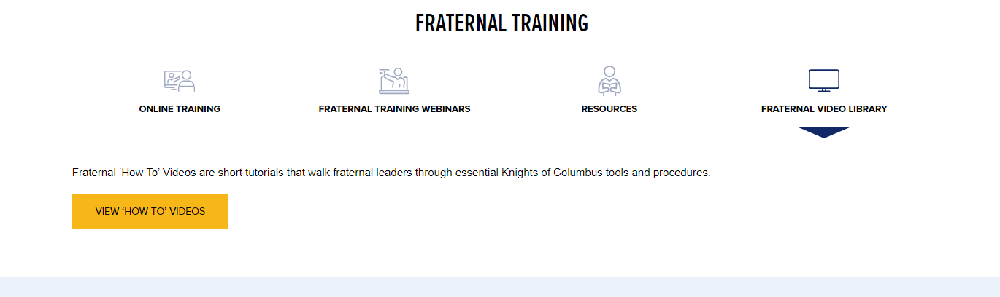 FRATERNAL TRAINING
ONLINE TRAINING
FRATERNAL TRAINING WEBINARS
RESOURCES
FRATERNAL VIDEO LIBRARY
Fraternal ‘How To’ Videos are short tutorials that walk fraternal leaders through essential Knights of Columbus tools and procedures.
VIEW ‘HOW TO’ VIDEOS